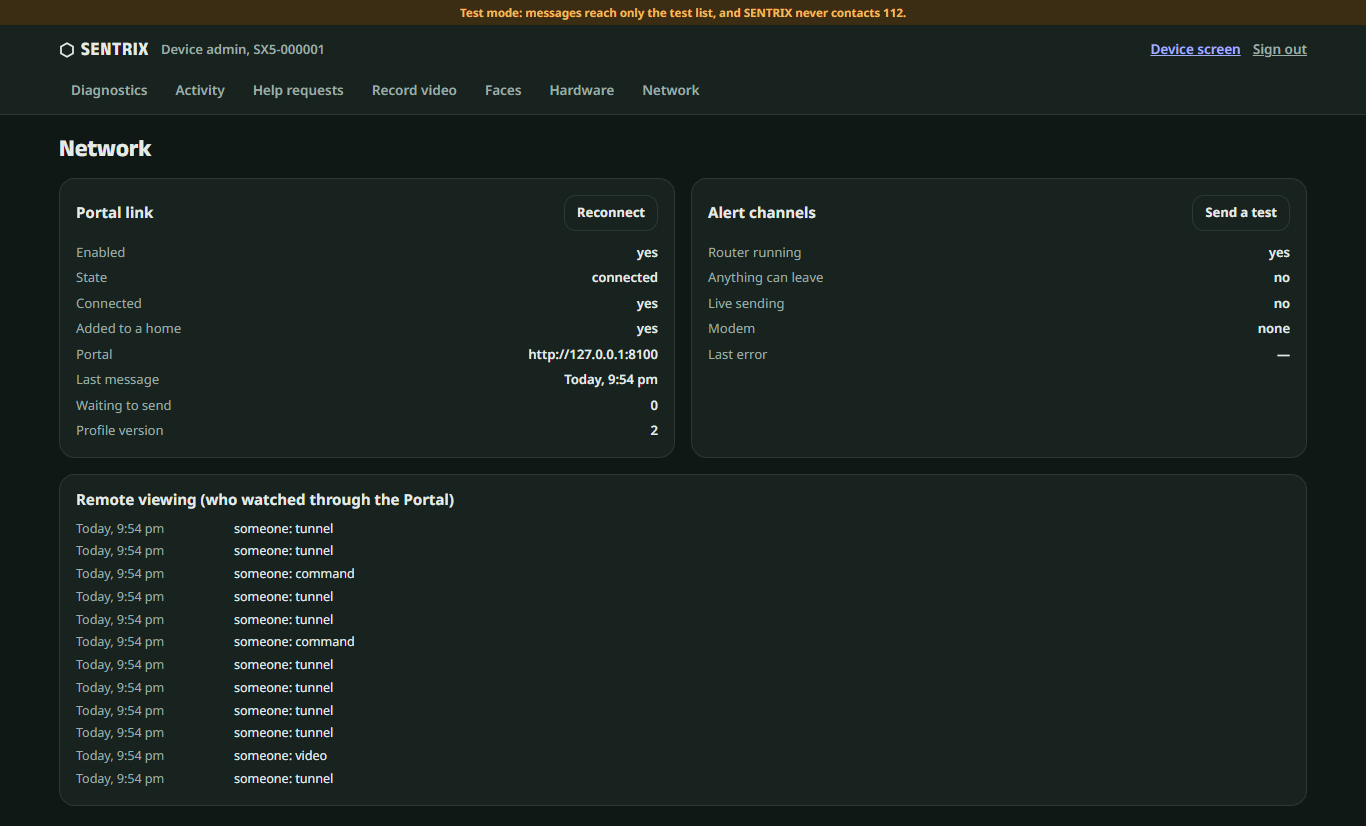 Test mode: messages reach only the test list, and SENTRIX never contacts 112.
SENTRIX Device admin, SX5-000001 Device screen Sign out
Diagnostics Activity Help requests Record video Faces Hardware Network
Network
Portal link Reconnect
Enabled yes
State connected
Connected yes
Added to a home yes
Portal http://127.0.0.1:8100
Last message Today, 9:54 pm
Waiting to send 0
Profile version 2
Alert channels Send a test
Router running yes
Anything can leave no
Live sending no
Modem none
Last error —
Remote viewing (who watched through the Portal)
Today, 9:54 pm someone: tunnel
Today, 9:54 pm someone: tunnel
Today, 9:54 pm someone: command
Today, 9:54 pm someone: tunnel
Today, 9:54 pm someone: tunnel
Today, 9:54 pm someone: command
Today, 9:54 pm someone: tunnel
Today, 9:54 pm someone: tunnel
Today, 9:54 pm someone: tunnel
Today, 9:54 pm someone: tunnel
Today, 9:54 pm someone: video
Today, 9:54 pm someone: tunnel